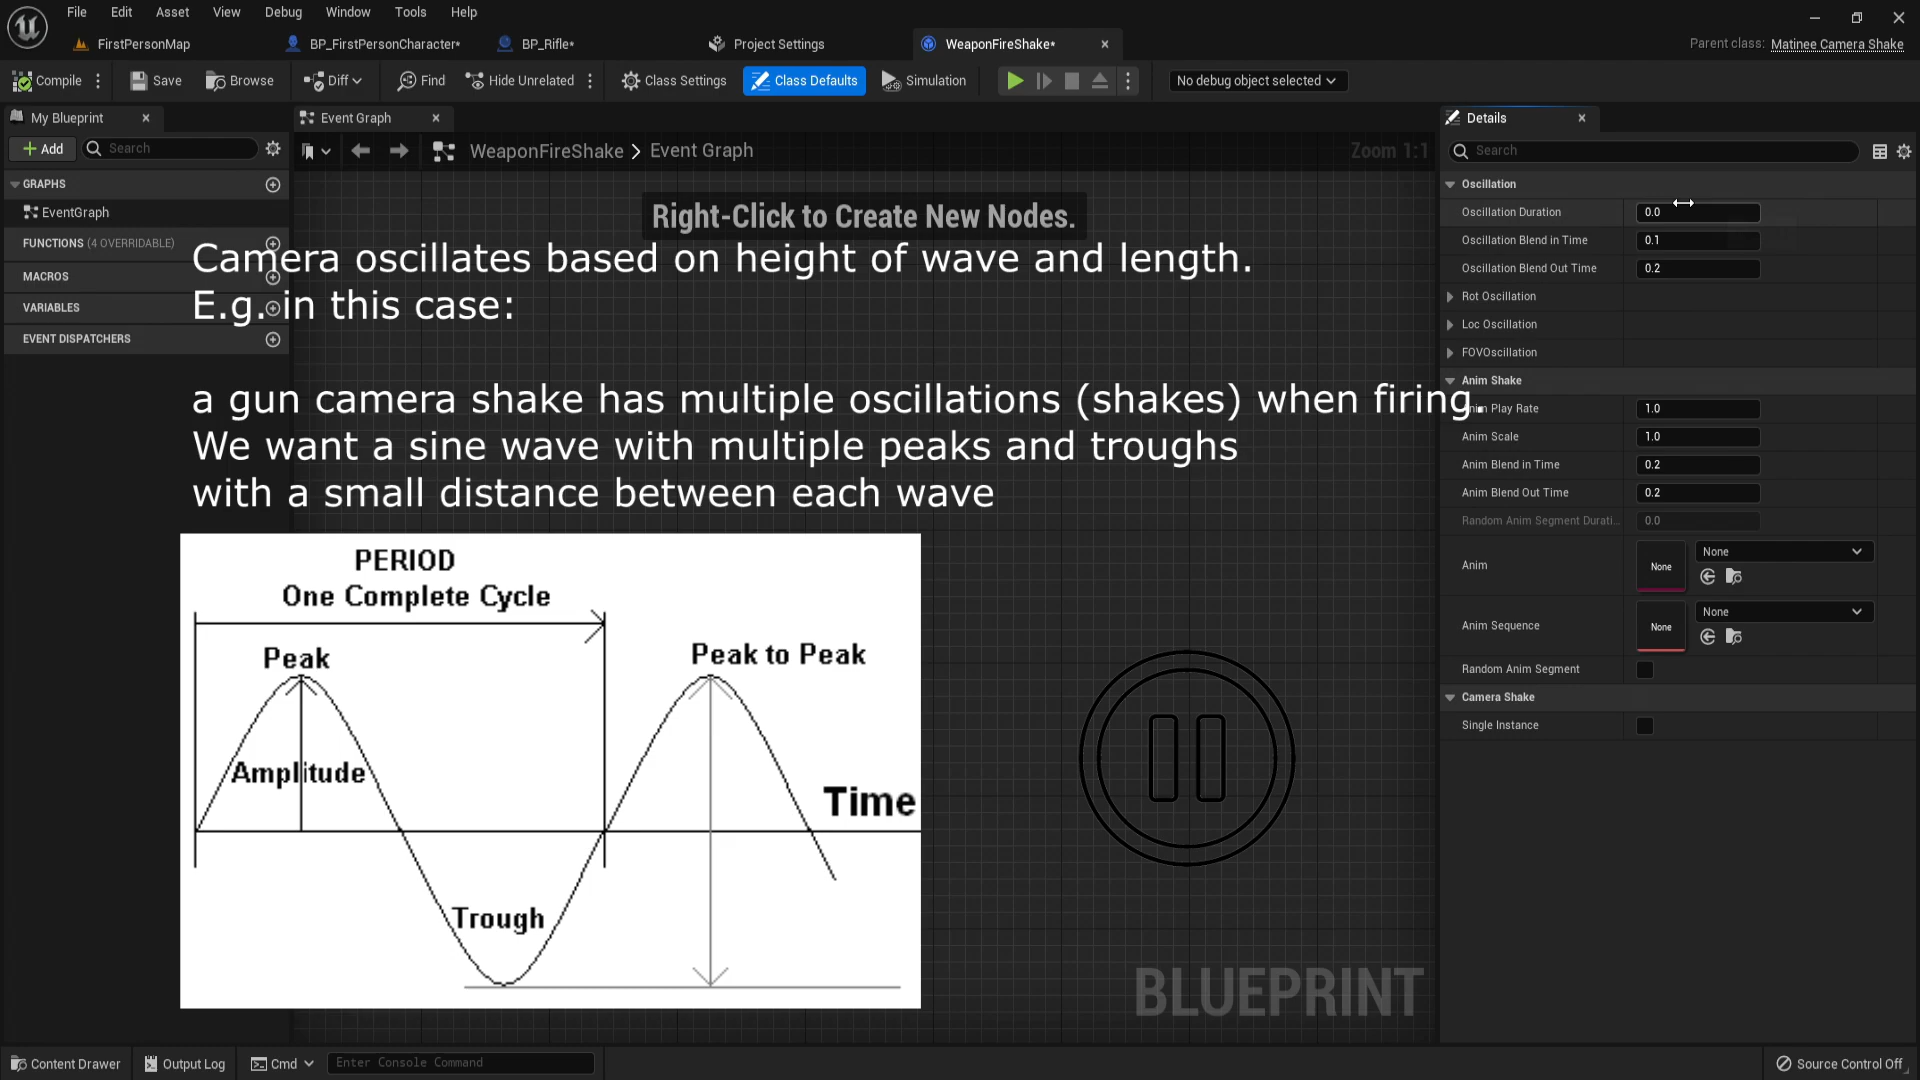 File Edit Asset View Debug Window Tools Help
FirstPersonMap BP_FirstPersonCharacter* BP_Rifle* Project Settings WeaponFireShake* Parent class: Matinee Camera Shake
Compile Save Browse Diff Find Hide Unrelated Class Settings Class Defaults Simulation No debug object selected
My Blueprint Event Graph Details
Add Search WeaponFireShake > Event Graph Zoom 1:1 Search
GRAPHS
EventGraph
FUNCTIONS (4 OVERRIDABLE)
MACROS
VARIABLES
EVENT DISPATCHERS
Right-Click to Create New Nodes.
Camera oscillates based on height of wave and length.
E.g. in this case:
a gun camera shake has multiple oscillations (shakes) when firing.
We want a sine wave with multiple peaks and troughs
with a small distance between each wave
PERIOD
One Complete Cycle
Peak
Peak to Peak
Amplitude
Time
Trough
BLUEPRINT
Oscillation
Oscillation Duration 0.0
Oscillation Blend in Time 0.1
Oscillation Blend Out Time 0.2
Rot Oscillation
Loc Oscillation
FOVOscillation
Anim Shake
Anim Play Rate 1.0
Anim Scale 1.0
Anim Blend in Time 0.2
Anim Blend Out Time 0.2
Random Anim Segment Durati... 0.0
Anim None None
Anim Sequence None None
Random Anim Segment
Camera Shake
Single Instance
Content Drawer Output Log Cmd Enter Console Command Source Control Off